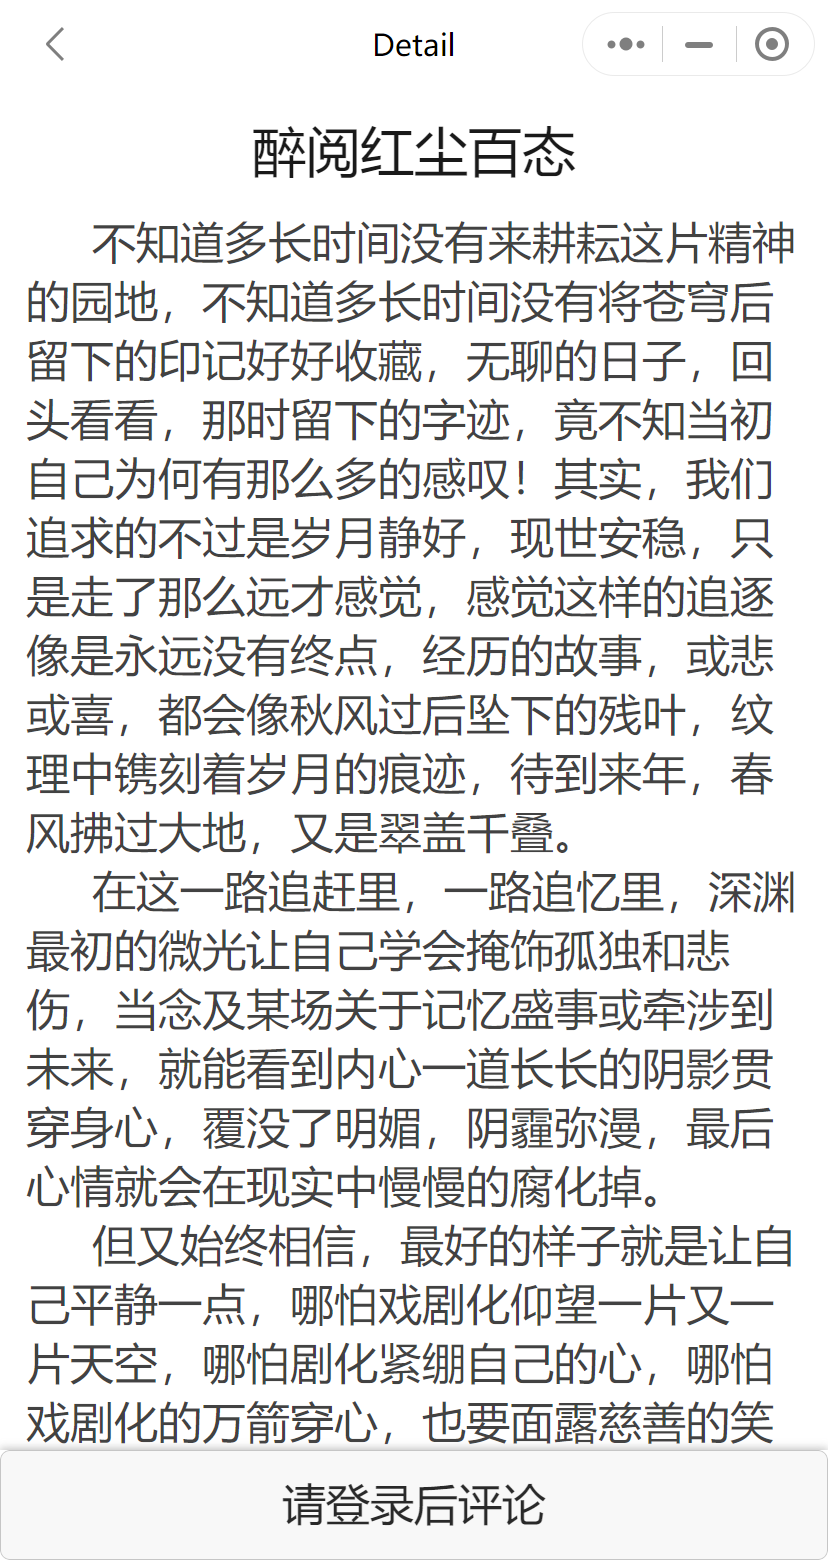 Detail
醉阅红尘百态
不知道多长时间没有来耕耘这片精神
的园地，不知道多长时间没有将苍穹后
留下的印记好好收藏，无聊的日子，回
头看看，那时留下的字迹，竟不知当初
自己为何有那么多的感叹！其实，我们
追求的不过是岁月静好，现世安稳，只
是走了那么远才感觉，感觉这样的追逐
像是永远没有终点，经历的故事，或悲
或喜，都会像秋风过后坠下的残叶，纹
理中镌刻着岁月的痕迹，待到来年，春
风拂过大地，又是翠盖千叠。
在这一路追赶里，一路追忆里，深渊
最初的微光让自己学会掩饰孤独和悲
伤，当念及某场关于记忆盛事或牵涉到
未来，就能看到内心一道长长的阴影贯
穿身心，覆没了明媚，阴霾弥漫，最后
心情就会在现实中慢慢的腐化掉。
但又始终相信，最好的样子就是让自
己平静一点，哪怕戏剧化仰望一片又一
片天空，哪怕剧化紧绷自己的心，哪怕
戏剧化的万箭穿心，也要面露慈善的笑
请登录后评论